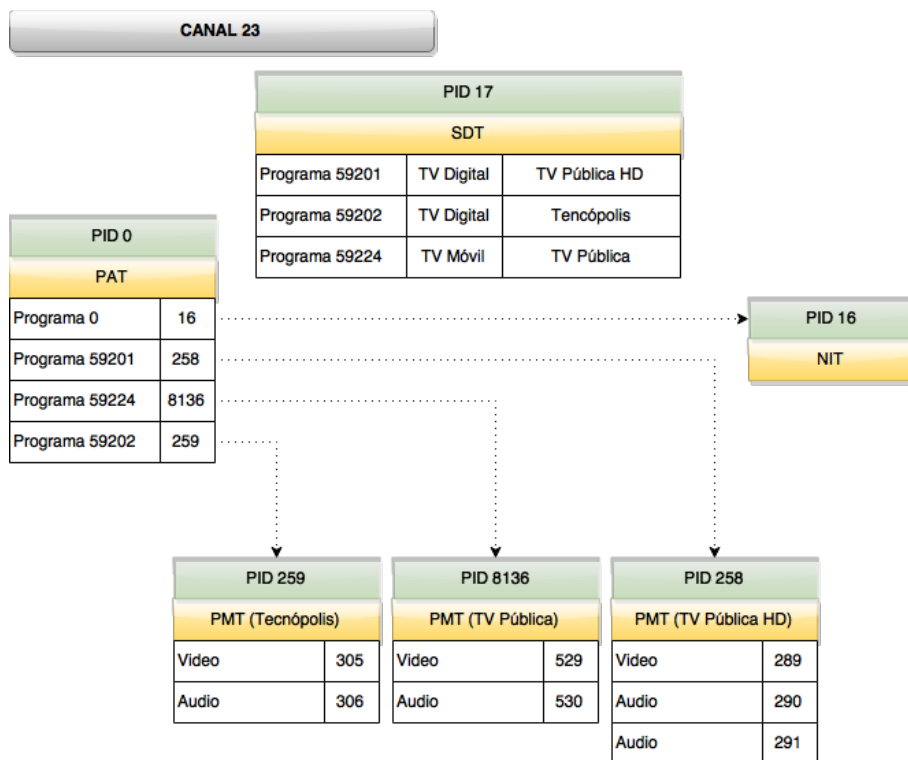 CANAL 23
PID 17
SDT
Programa 59201 TV Digital TV Pública HD
Programa 59202 TV Digital Tencópolis
Programa 59224 TV Móvil TV Pública
PID 0
PAT
Programa 0 16
Programa 59201 258
Programa 59224 8136
Programa 59202 259
PID 16
NIT
PID 259
PMT (Tecnópolis)
Video 305
Audio 306
PID 8136
PMT (TV Pública)
Video 529
Audio 530
PID 258
PMT (TV Pública HD)
Video 289
Audio 290
Audio 291